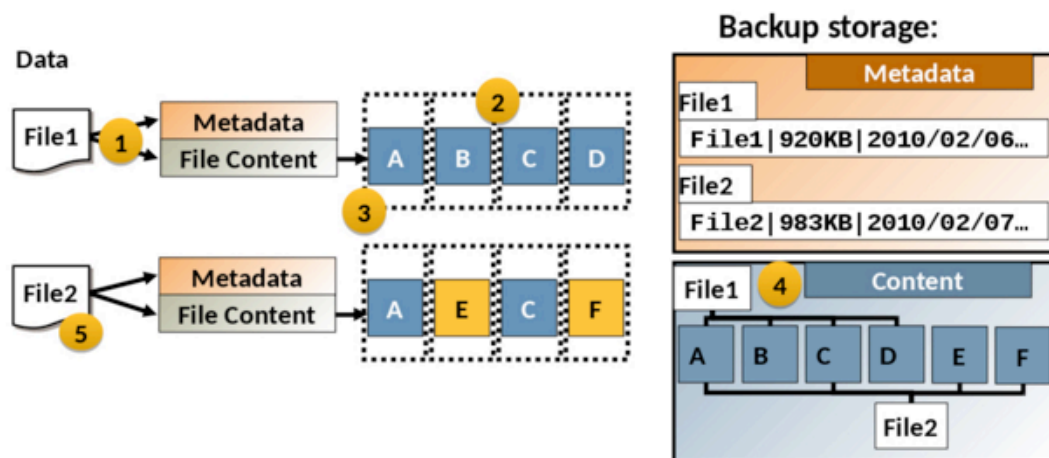 Backup storage:
Data
Metadata
File1
File1|920KB|2010/02/06...
File2
File2|983KB|2010/02/07...
File1
1
Metadata
File Content
2
A B C D
3
File2
5
Metadata
File Content
A E C F
Content
File1
4
A B C D E F
File2